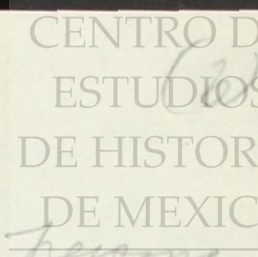 CENTRO D
ESTUDIOS
DE HISTOR
DE MEXIC